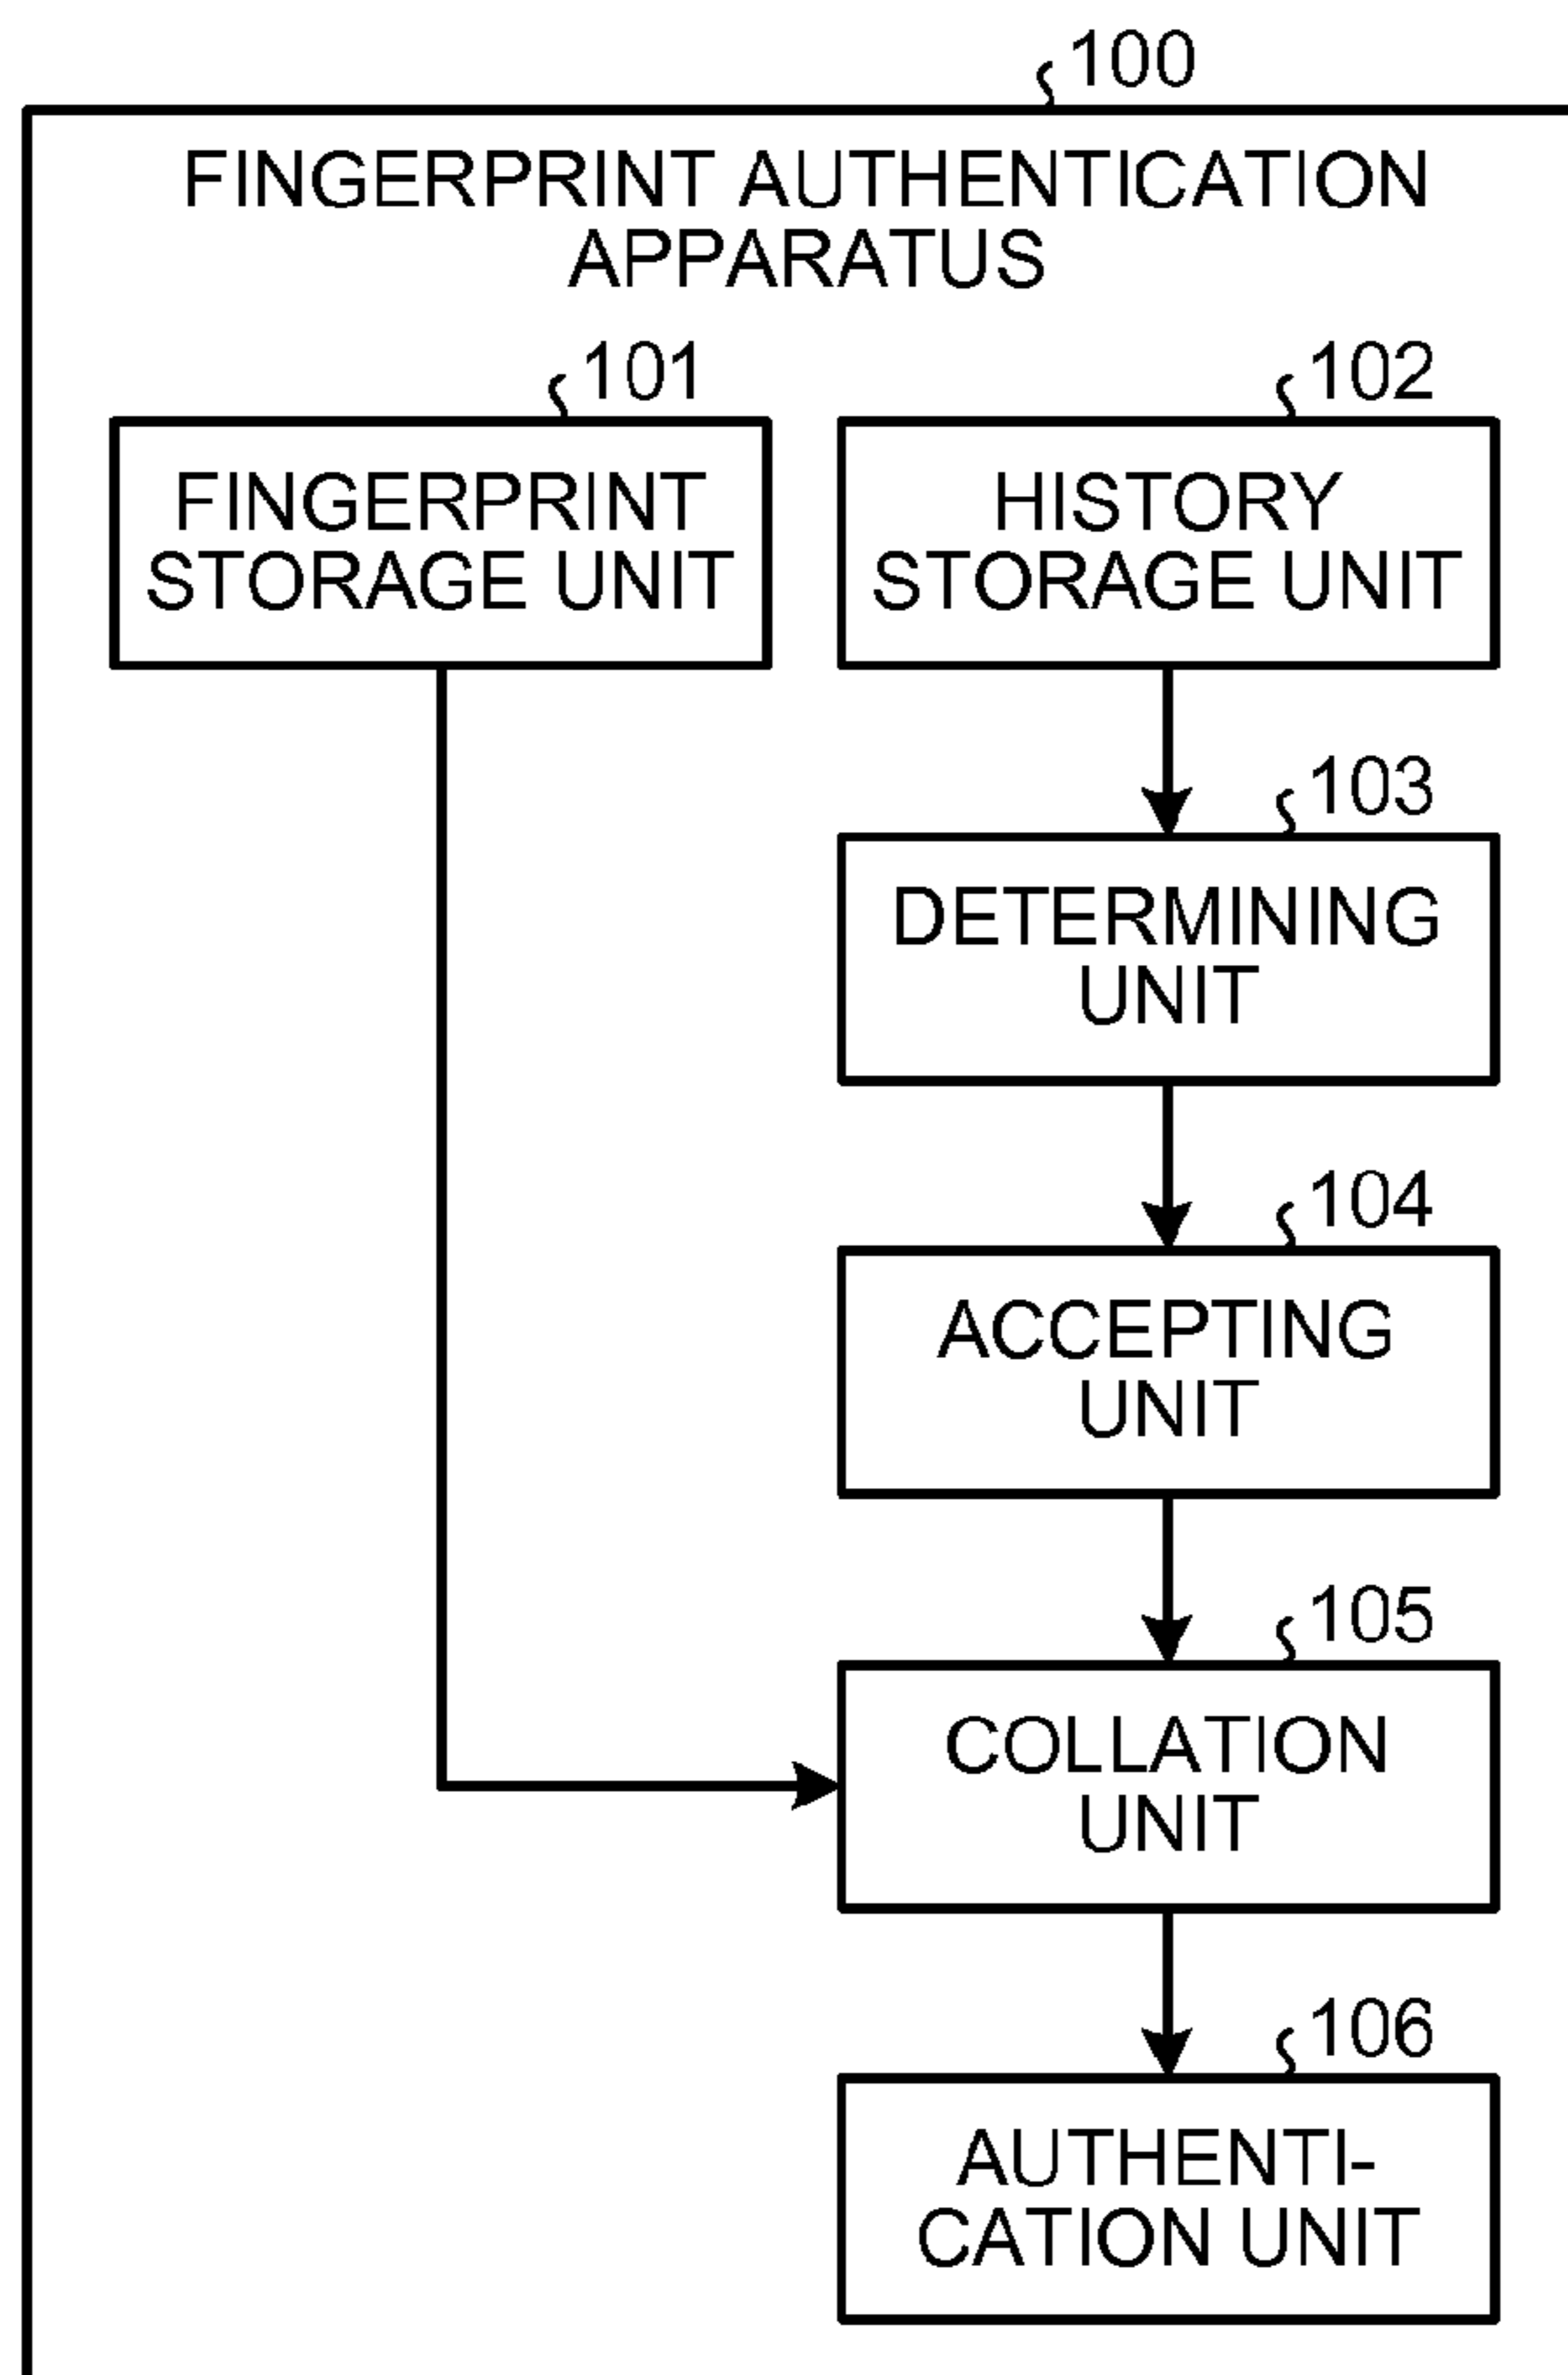 100
FINGERPRINT AUTHENTICATION
APPARATUS
101
FINGERPRINT
STORAGE UNIT
102
HISTORY
STORAGE UNIT
103
DETERMINING
UNIT
104
ACCEPTING
UNIT
105
COLLATION
UNIT
106
AUTHENTI-
CATION UNIT